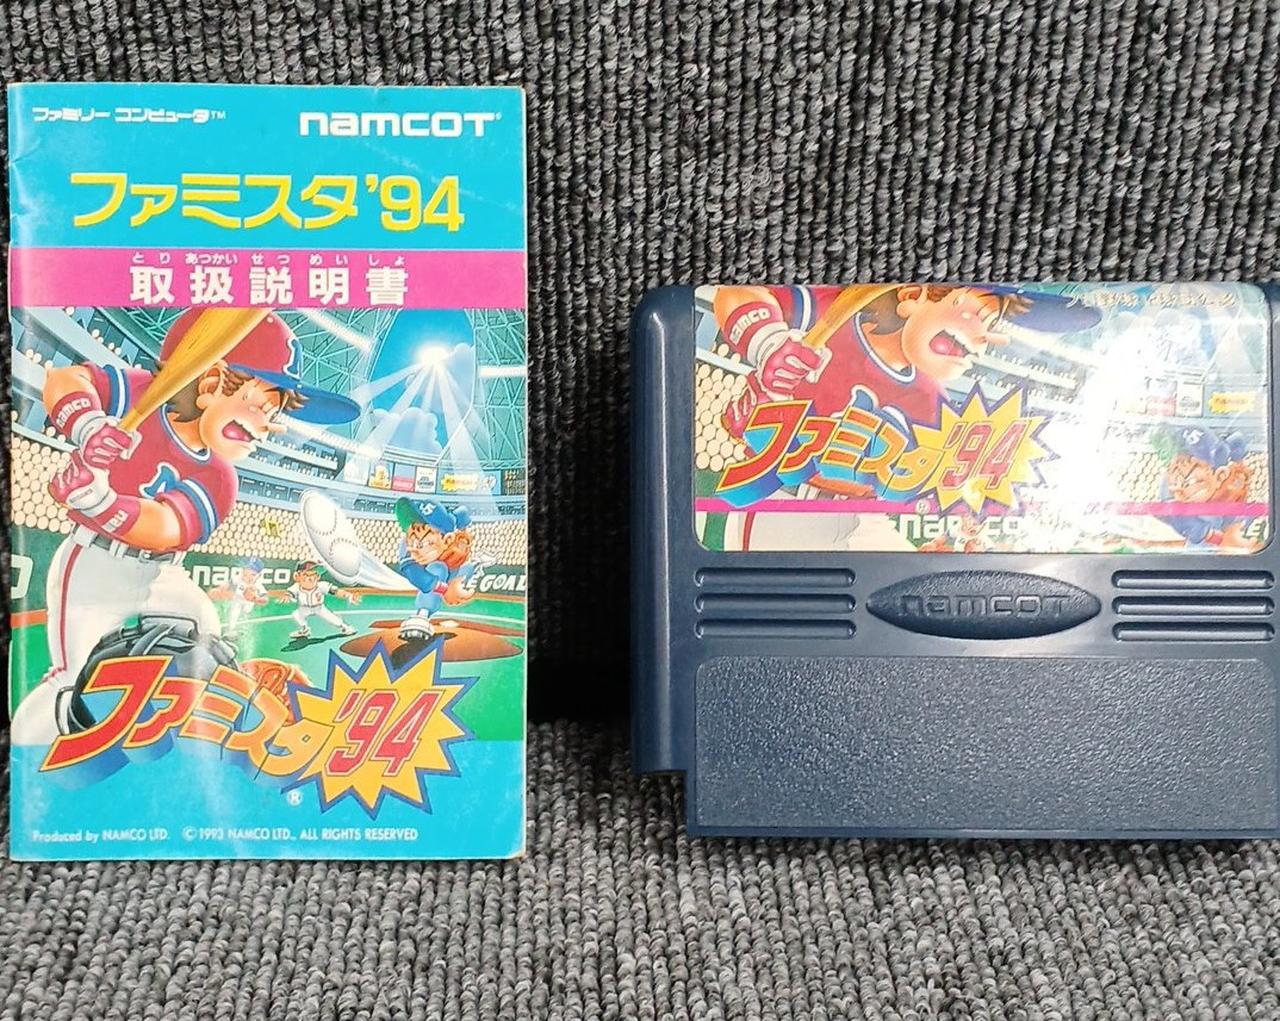 ファミリー コンピュータ™
namcoT®
ファミスタ'94
とり あつかい せつ めい しょ
取扱説明書
namco
namco
GOAL
ファミスタ'94
®
Produced by NAMCO LTD. ©1993 NAMCO LTD., ALL RIGHTS RESERVED
namco
ファミスタ'94
namco
namcoT